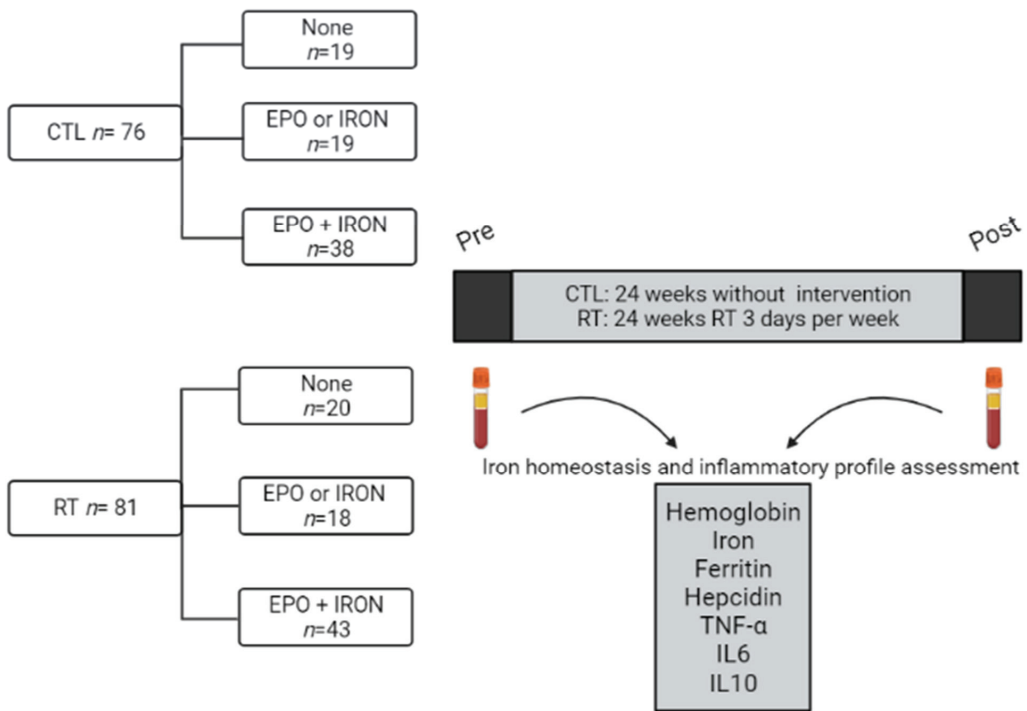 None
n=19
CTL n= 76
EPO or IRON
n=19
EPO + IRON
n=38
Pre
Post
CTL: 24 weeks without intervention
RT: 24 weeks RT 3 days per week
None
n=20
RT n= 81
EPO or IRON
n=18
EPO + IRON
n=43
Iron homeostasis and inflammatory profile assessment
Hemoglobin
Iron
Ferritin
Hepcidin
TNF-α
IL6
IL10